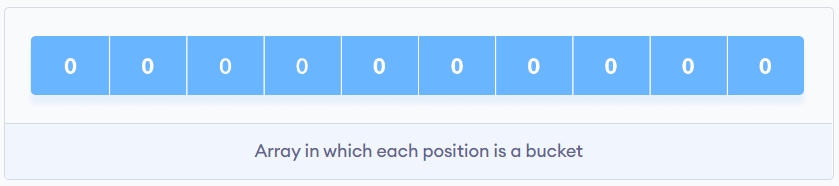 0 0 0 0 0 0 0 0 0 0
Array in which each position is a bucket